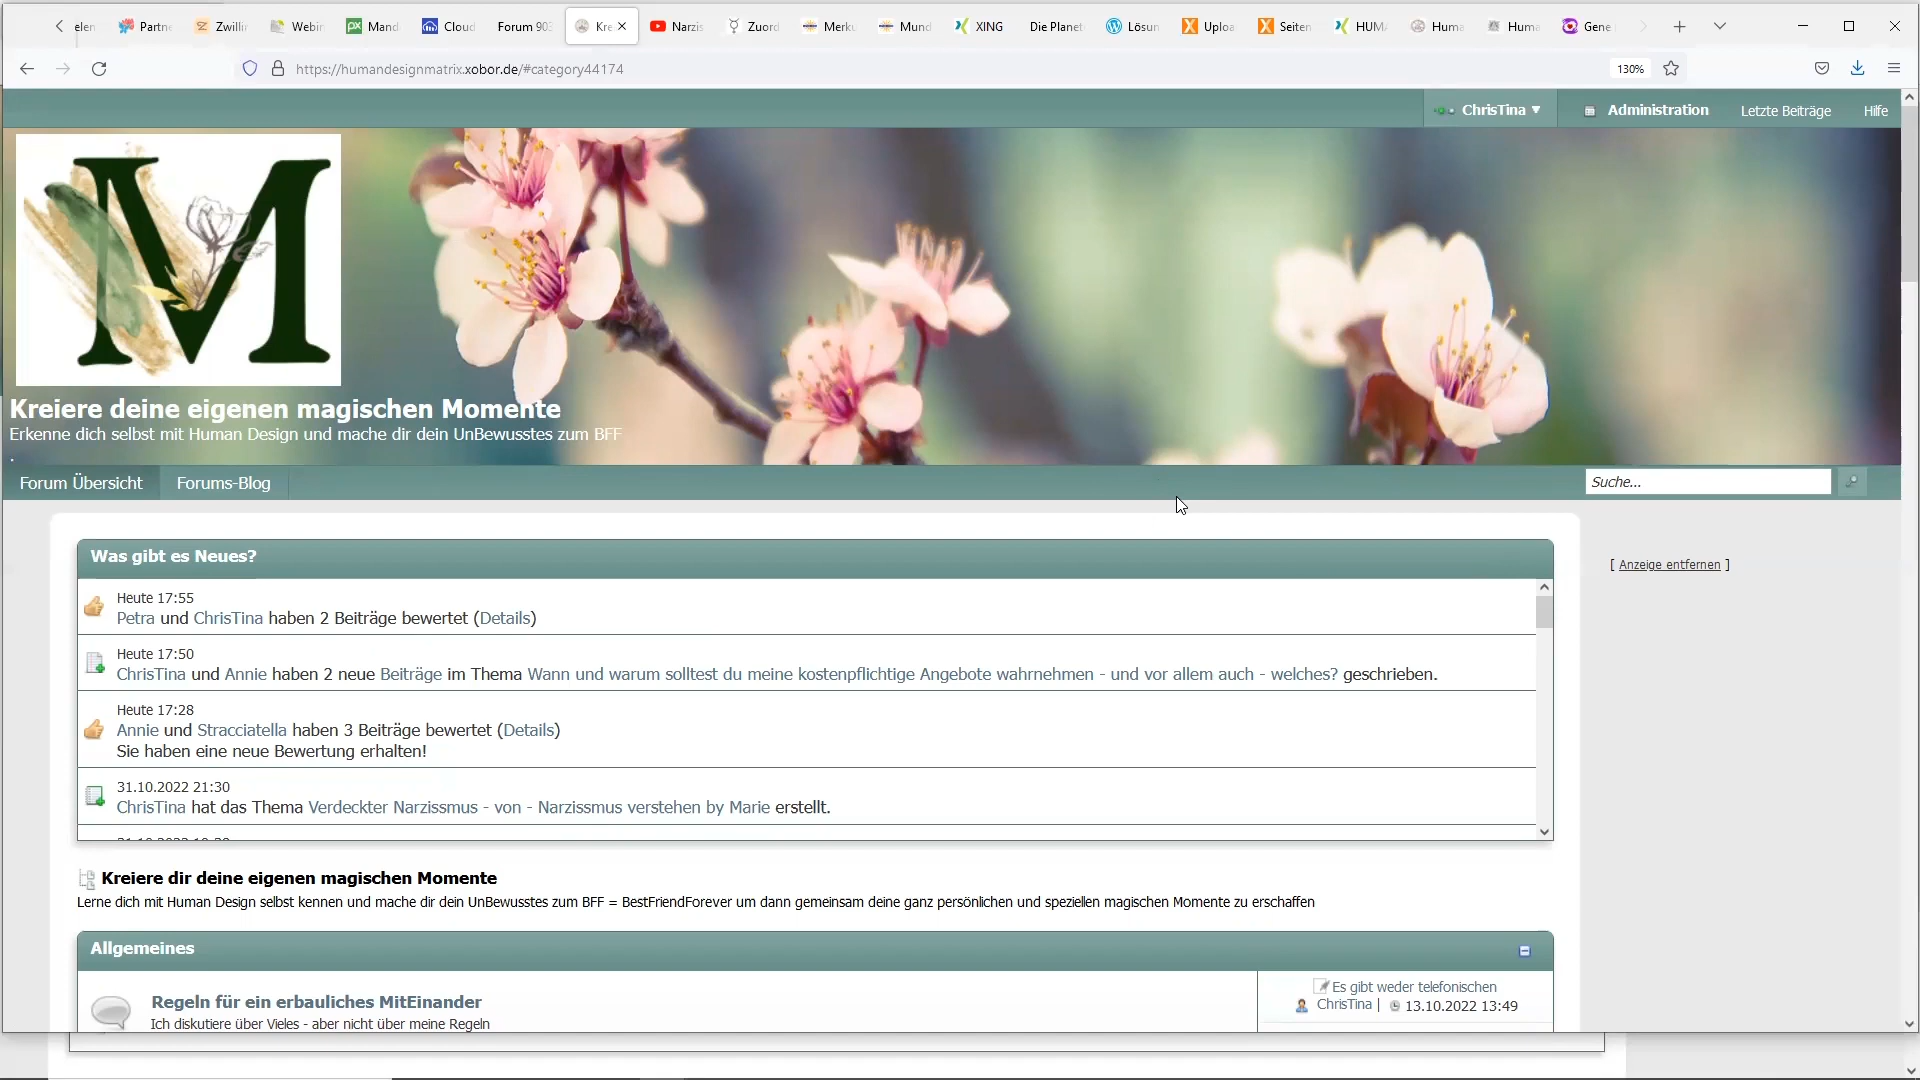 elen
Partne
Zwillin
Webin
Mand
Cloud
Forum 903
Kre
Narzis
Zuord
Merku
Mund
XING
Die Planet
Lösun
Uploa
Seiten
HUMA
Huma
Huma
Gene
https://humandesignmatrix.xobor.de/#category44174
130%
ChrisTina ▼
Administration
Letzte Beiträge
Hilfe
M
Kreiere deine eigenen magischen Momente
Erkenne dich selbst mit Human Design und mache dir dein UnBewusstes zum BFF
.
Forum Übersicht
Forums-Blog
Suche...
Was gibt es Neues?
[ Anzeige entfernen ]
Heute 17:55
Petra und ChrisTina haben 2 Beiträge bewertet (Details)
Heute 17:50
ChrisTina und Annie haben 2 neue Beiträge im Thema Wann und warum solltest du meine kostenpflichtige Angebote wahrnehmen - und vor allem auch - welches? geschrieben.
Heute 17:28
Annie und Stracciatella haben 3 Beiträge bewertet (Details)
Sie haben eine neue Bewertung erhalten!
31.10.2022 21:30
ChrisTina hat das Thema Verdeckter Narzissmus - von - Narzissmus verstehen by Marie erstellt.
Kreiere dir deine eigenen magischen Momente
Lerne dich mit Human Design selbst kennen und mache dir dein UnBewusstes zum BFF = BestFriendForever um dann gemeinsam deine ganz persönlichen und speziellen magischen Momente zu erschaffen
Allgemeines
Regeln für ein erbauliches MitEinander
Ich diskutiere über Vieles - aber nicht über meine Regeln
Es gibt weder telefonischen
ChrisTina | 13.10.2022 13:49